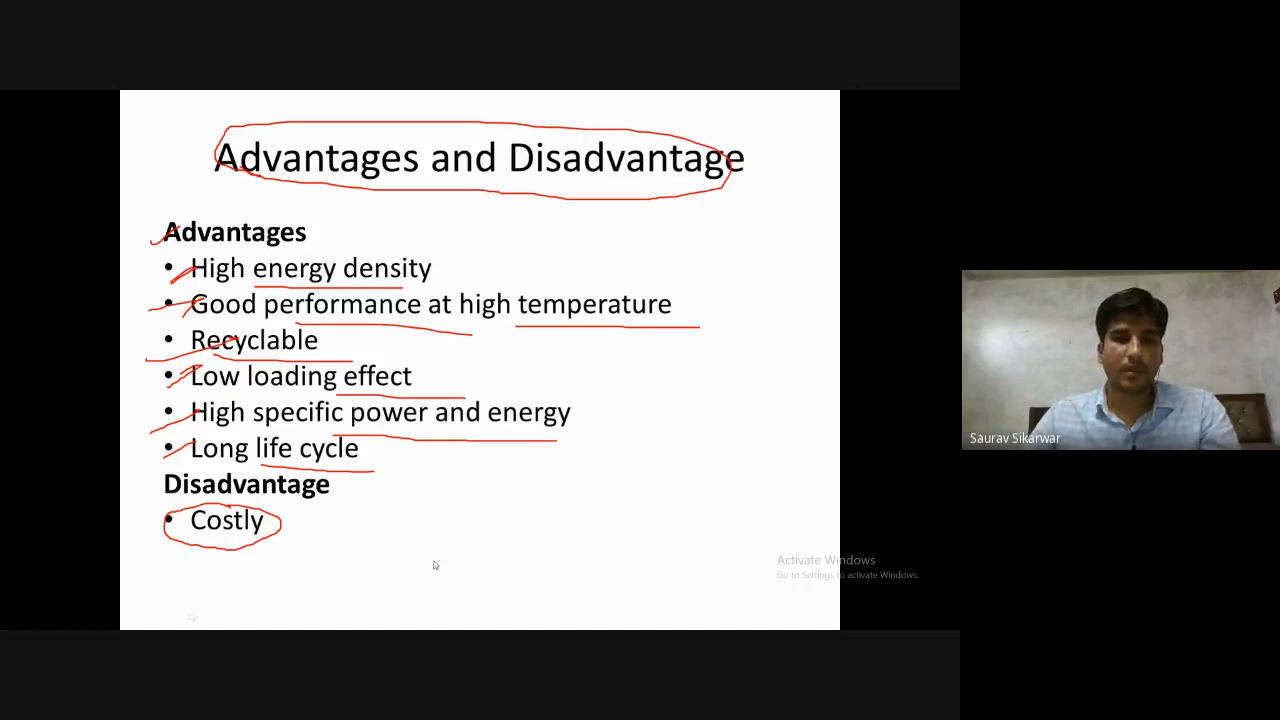 Advantages and Disadvantage
Advantages
• High energy density
• Good performance at high temperature
• Recyclable
• Low loading effect
• High specific power and energy
• Long life cycle
Disadvantage
• Costly
Activate Windows
Go to Settings to activate Windows.
Saurav Sikarwar